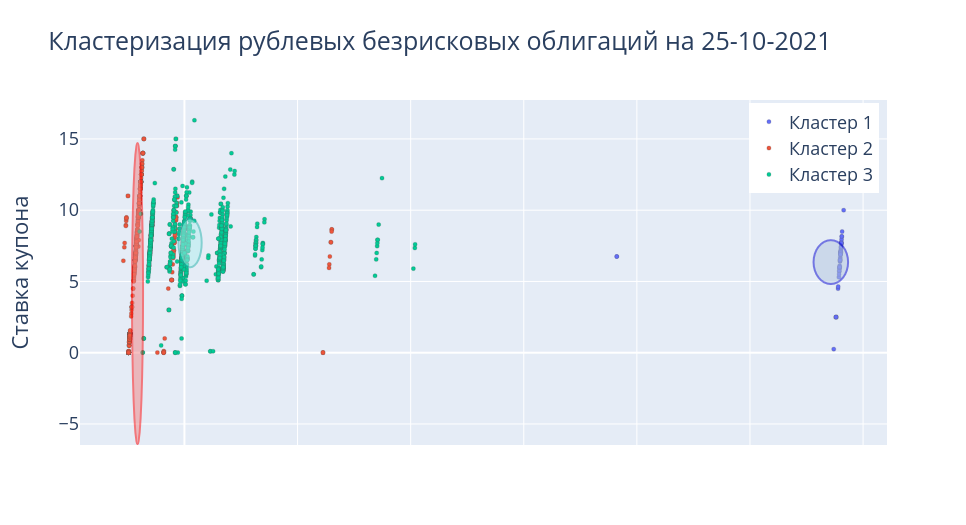 Кластеризация рублевых безрисковых облигаций на 25-10-2021
Ставка купона
15
10
5
0
−5
Кластер 1
Кластер 2
Кластер 3